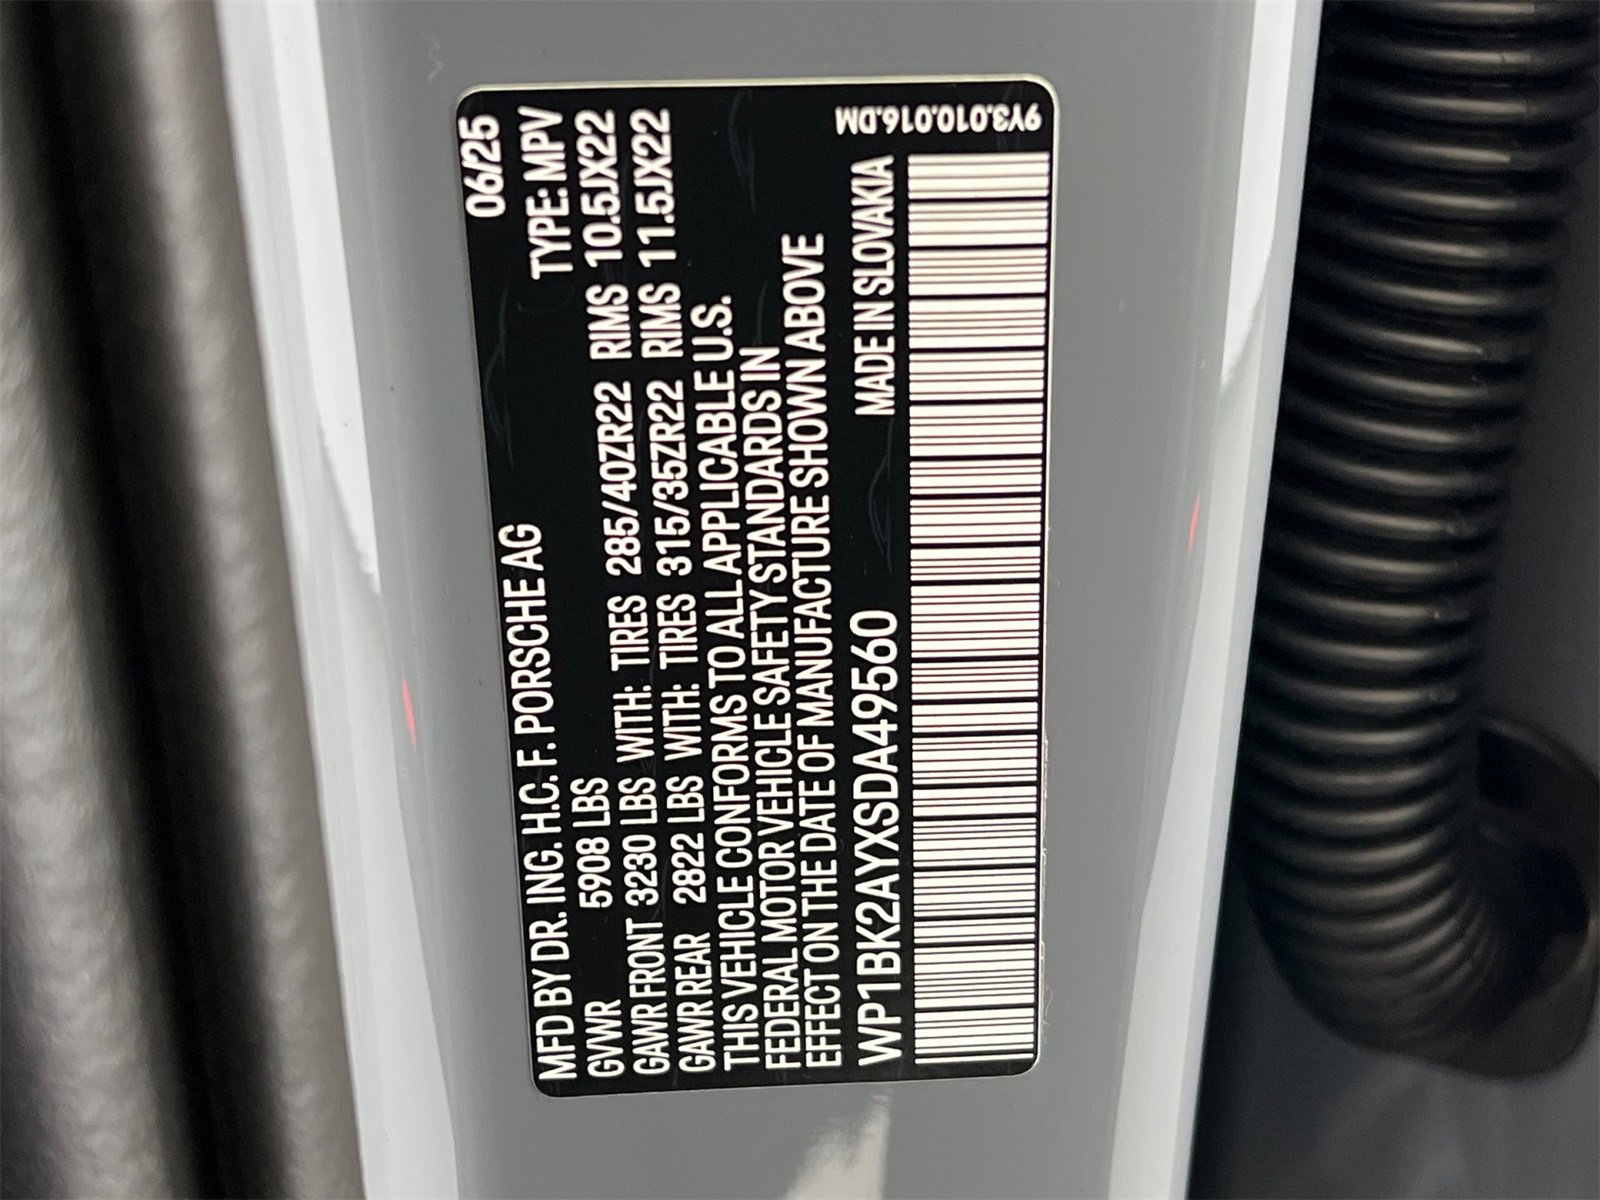 MFD BY DR. ING. H.C. F. PORSCHE AG 06/25
GVWR 5908 LBS TYPE: MPV
GAWR FRONT 3230 LBS WITH: TIRES 285/40ZR22 RIMS 10.5JX22
GAWR REAR 2822 LBS WITH: TIRES 315/35ZR22 RIMS 11.5JX22
THIS VEHICLE CONFORMS TO ALL APPLICABLE U.S.
FEDERAL MOTOR VEHICLE SAFETY STANDARDS IN
EFFECT ON THE DATE OF MANUFACTURE SHOWN ABOVE
WP1BK2AYXSDA49560 MADE IN SLOVAKIA
9Y3.010.016.DM